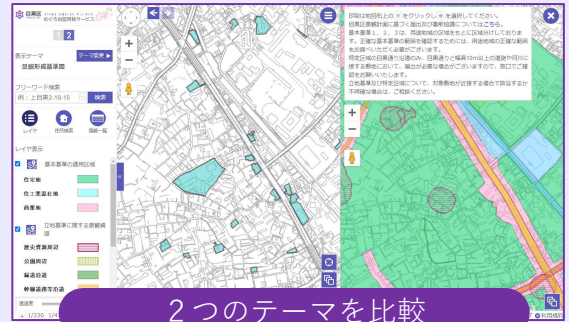 目黒区
めぐろ地図情報サービス
1 2
表示テーマ
テーマ変更
景観形成基準図
フリーワード検索
例：上目黒2-19-15
検索
レイヤ
住所検索
情報一覧
レイヤ表示
基本基準の適用区域
住宅地
住工業混在地
商業地
立地基準に関する景観資源
歴史資源周辺
公園周辺
緑道沿道
幹線道路等沿道
透過度
1/230
印刷は地図右上の≡をクリックし を選択してください。
目黒区景観計画に基づく届出及び事前協議についてはこちら。
基本基準１、２、３は、用途地域の区域をもとに区域分けしております。正確な基本基準の範囲を確認するためには、用途地域の正確な範囲をお調べいただく必要がございます。
特定区域の目黒通り沿道のみ、目黒通りと幅員10m以上の道路や河川に接する敷地において、届出が必要な場合がございますので、窓口でご確認をお願いいたします。
立地基準及び特定区域について、対象敷地が近接する場合で該当するか不明確な場合は、ご相談ください。
利用規約
2つのテーマを比較